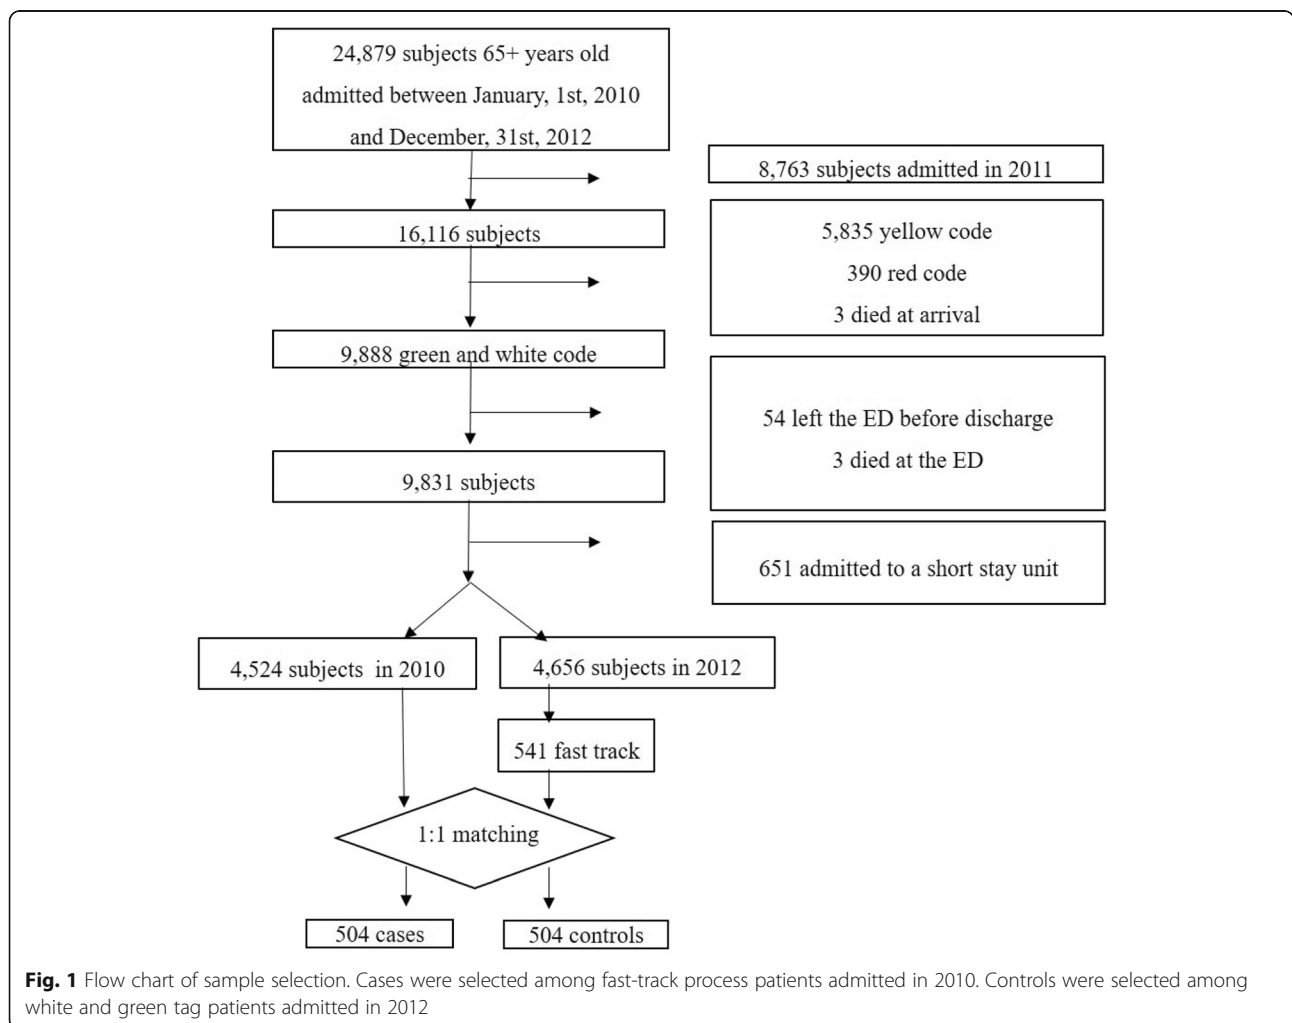 24,879 subjects 65+ years old
admitted between January, 1st, 2010
and December, 31st, 2012
8,763 subjects admitted in 2011
16,116 subjects
5,835 yellow code
390 red code
3 died at arrival
9,888 green and white code
54 left the ED before discharge
3 died at the ED
9,831 subjects
651 admitted to a short stay unit
4,524 subjects in 2010
4,656 subjects in 2012
541 fast track
1:1 matching
504 cases
504 controls
Fig. 1 Flow chart of sample selection. Cases were selected among fast-track process patients admitted in 2010. Controls were selected among
white and green tag patients admitted in 2012